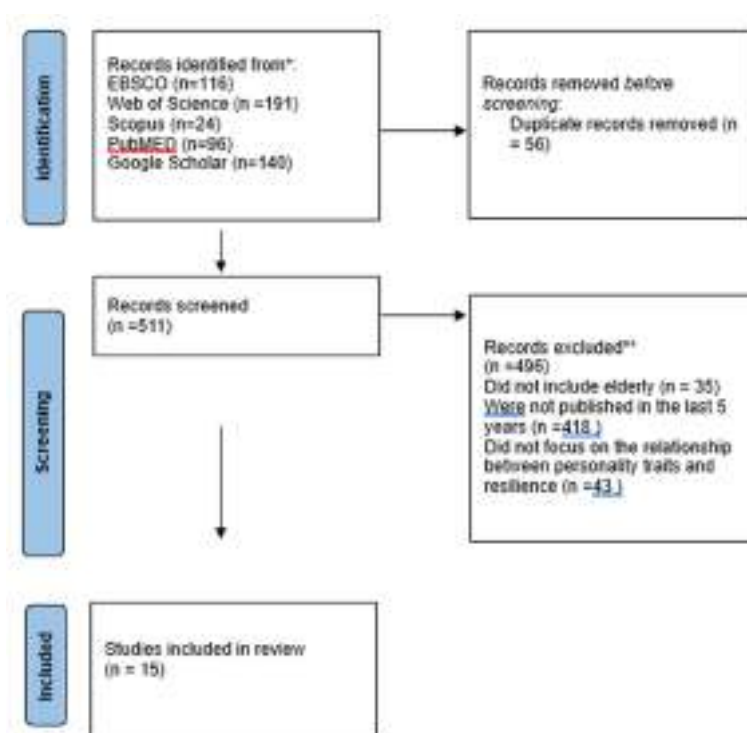 Identification
Records identified from*:
EBSCO (n=116)
Web of Science (n =191)
Scopus (n=24)
PubMED (n=96)
Google Scholar (n=140)
Records removed before
screening:
Duplicate records removed (n
= 56)
Screening
Records screened
(n =511)
Records excluded**
(n =496)
Did not include elderly (n = 35)
Were not published in the last 5
years (n =418 )
Did not focus on the relationship
between personality traits and
resilience (n =43 )
Included
Studies included in review
(n = 15)